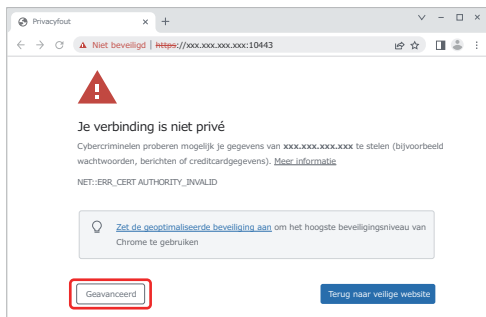 Privacyfout
Niet beveiligd | https://xxx.xxx.xxx.xxx:10443
Je verbinding is niet privé
Cybercriminelen proberen mogelijk je gegevens van xxx.xxx.xxx.xxx te stelen (bijvoorbeeld
wachtwoorden, berichten of creditcardgegevens). Meer informatie
NET::ERR_CERT AUTHORITY_INVALID
Zet de geoptimaliseerde beveiliging aan om het hoogste beveiligingsniveau van
Chrome te gebruiken
Geavanceerd
Terug naar veilige website